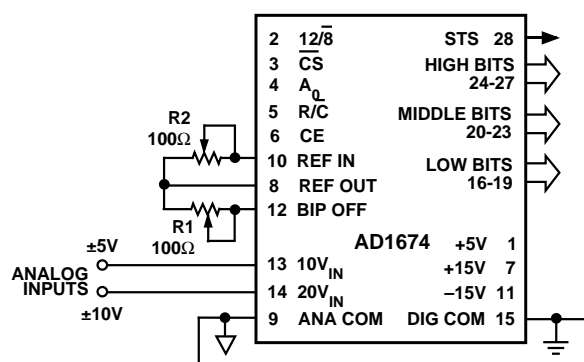 2 12/8̅ STS 28
3 C̅S̅ HIGH BITS
24-27
4 A0
5 R/C̅ MIDDLE BITS
20-23
6 CE
R2
100Ω
10 REF IN LOW BITS
16-19
8 REF OUT
12 BIP OFF
R1
100Ω
AD1674
±5V
+5V 1
13 10VIN +15V 7
ANALOG
INPUTS
14 20VIN –15V 11
±10V
9 ANA COM DIG COM 15